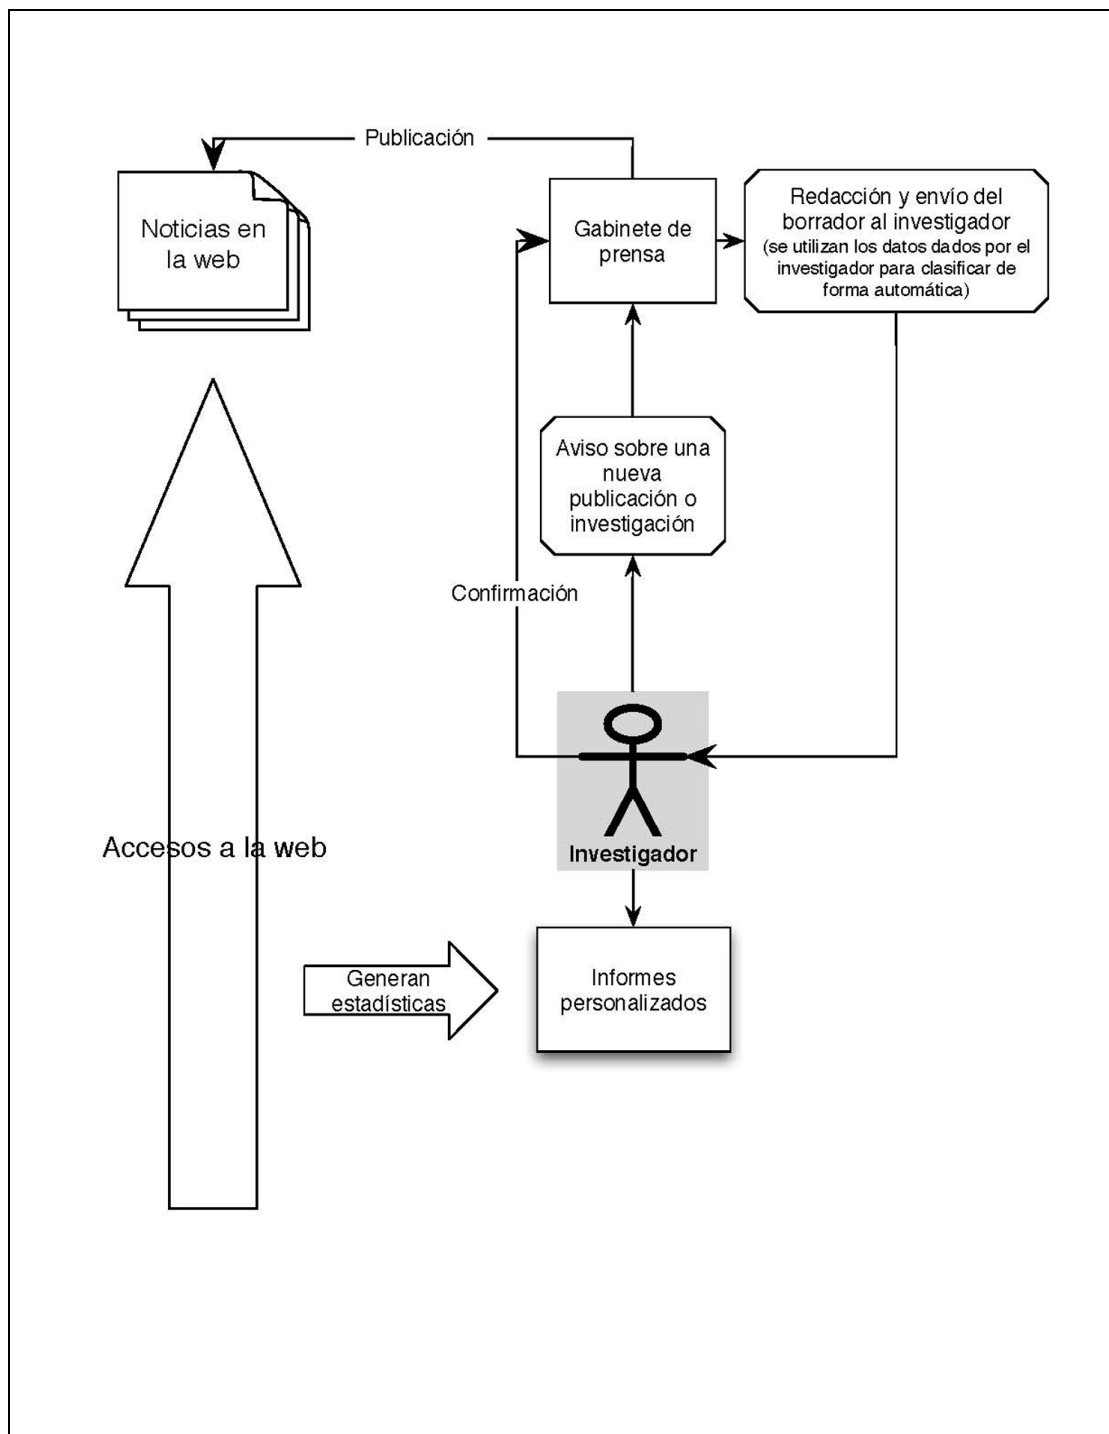 Publicación
Noticias en
la web
Gabinete de
prensa
Redacción y envío del
borrador al investigador
(se utilizan los datos dados por el
investigador para clasificar de
forma automática)
Aviso sobre una
nueva
publicación o
investigación
Confirmación
Investigador
Accesos a la web
Generan
estadísticas
Informes
personalizados